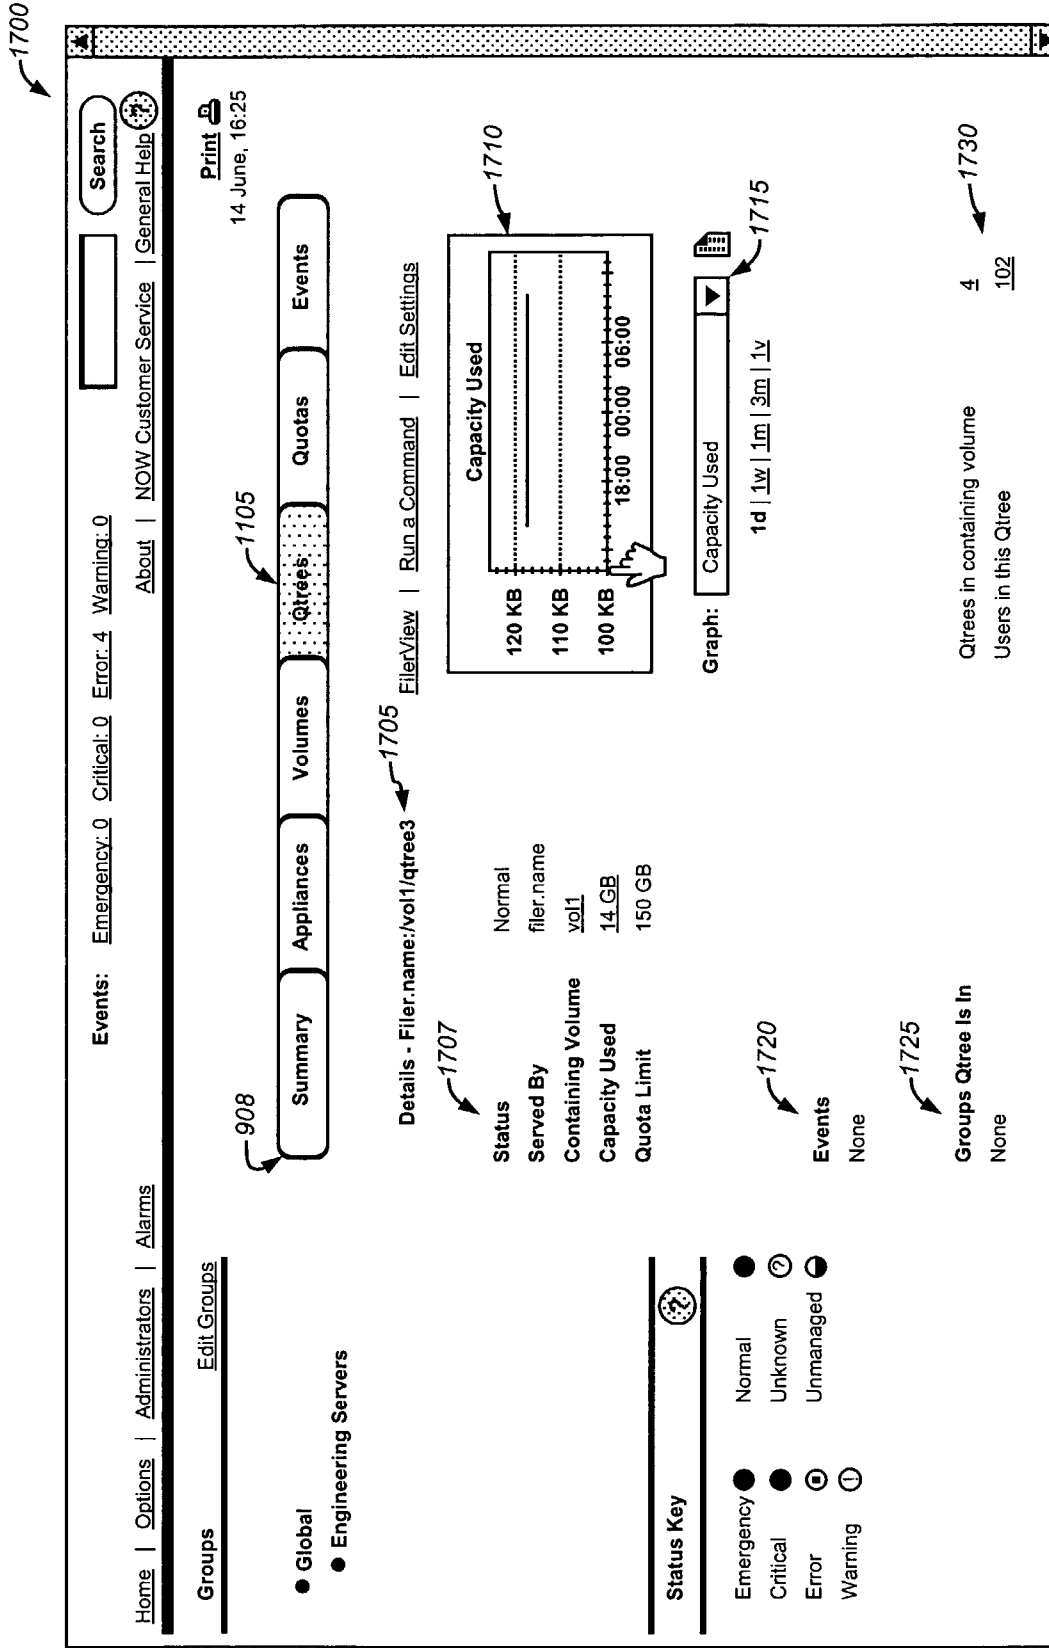 1700
Events: Emergency: 0 Critical: 0 Error: 4 Warning: 0 Search
Home | Options | Administrators | Alarms About | NOW Customer Service | General Help ?
Groups Edit Groups
Print
14 June, 16:25
908
1105
Summary Appliances Volumes Qtrees Quotas Events
● Global
● Engineering Servers
Details - Filer.name:/vol1/qtree3
1705
FilerView | Run a Command | Edit Settings
1707
Status Normal
Served By filer.name
Containing Volume vol1
Capacity Used 14 GB
Quota Limit 150 GB
1710
Capacity Used
120 KB
110 KB
100 KB
18:00 00:00 06:00
Graph: Capacity Used
1715
1d | 1w | 1m | 3m | 1v
Status Key ?
Emergency Normal
Critical Unknown ?
Error Unmanaged
Warning !
1720
Events
None
1725
Groups Qtree Is In
None
1730
Qtrees in containing volume 4
Users in this Qtree 102